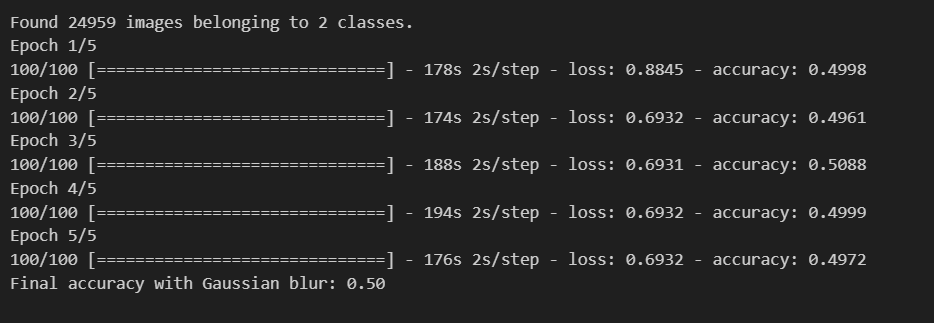 Found 24959 images belonging to 2 classes.
Epoch 1/5
100/100 [==============================] - 178s 2s/step - loss: 0.8845 - accuracy: 0.4998
Epoch 2/5
100/100 [==============================] - 174s 2s/step - loss: 0.6932 - accuracy: 0.4961
Epoch 3/5
100/100 [==============================] - 188s 2s/step - loss: 0.6931 - accuracy: 0.5088
Epoch 4/5
100/100 [==============================] - 194s 2s/step - loss: 0.6932 - accuracy: 0.4999
Epoch 5/5
100/100 [==============================] - 176s 2s/step - loss: 0.6932 - accuracy: 0.4972
Final accuracy with Gaussian blur: 0.50